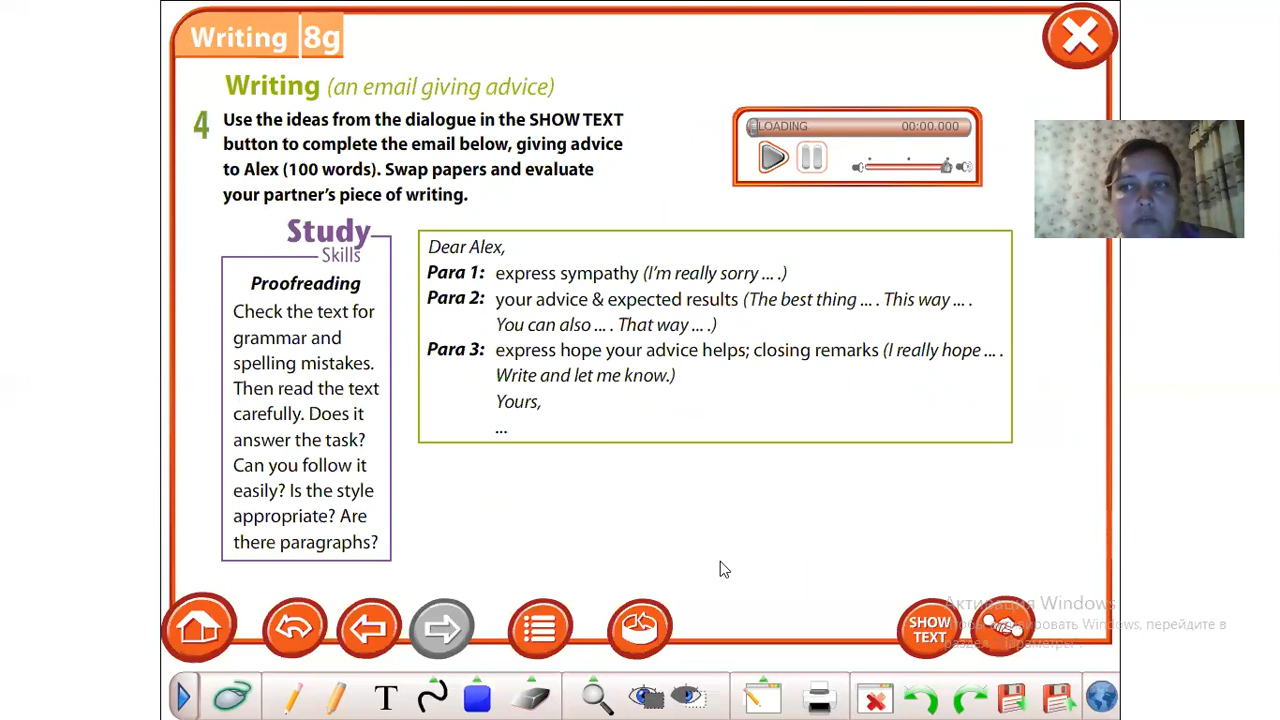 Writing 8g
Writing (an email giving advice)
4 Use the ideas from the dialogue in the SHOW TEXT
button to complete the email below, giving advice
to Alex (100 words). Swap papers and evaluate
your partner's piece of writing.
LOADING 00:00.000
Study
Skills
Proofreading
Check the text for
grammar and
spelling mistakes.
Then read the text
carefully. Does it
answer the task?
Can you follow it
easily? Is the style
appropriate? Are
there paragraphs?
Dear Alex,
Para 1: express sympathy (I'm really sorry ... .)
Para 2: your advice & expected results (The best thing ... . This way ... .
You can also ... . That way ... .)
Para 3: express hope your advice helps; closing remarks (I really hope ... .
Write and let me know.)
Yours,
...
SHOW
TEXT
Активация Windows
Windows, перейдите в
T